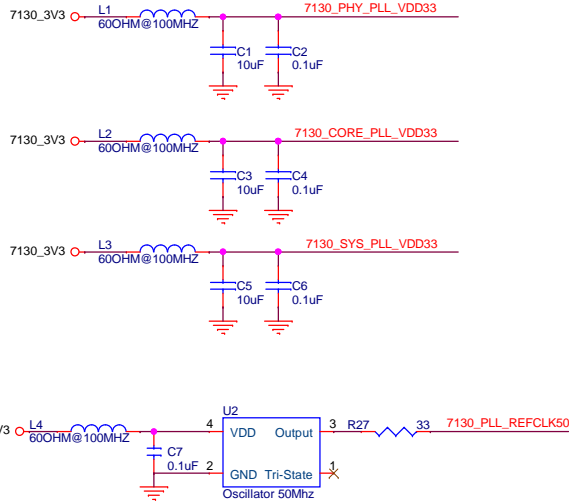 7130_3V3 L1 7130_PHY_PLL_VDD33
60OHM@100MHZ
C1 C2
10uF 0.1uF
7130_3V3 L2 7130_CORE_PLL_VDD33
60OHM@100MHZ
C3 C4
10uF 0.1uF
7130_3V3 L3 7130_SYS_PLL_VDD33
60OHM@100MHZ
C5 C6
10uF 0.1uF
U2
V3 L4 4 VDD Output 3 R27 33 7130_PLL_REFCLK50
60OHM@100MHZ
C7
0.1uF 2 GND Tri-State 1
Oscillator 50Mhz